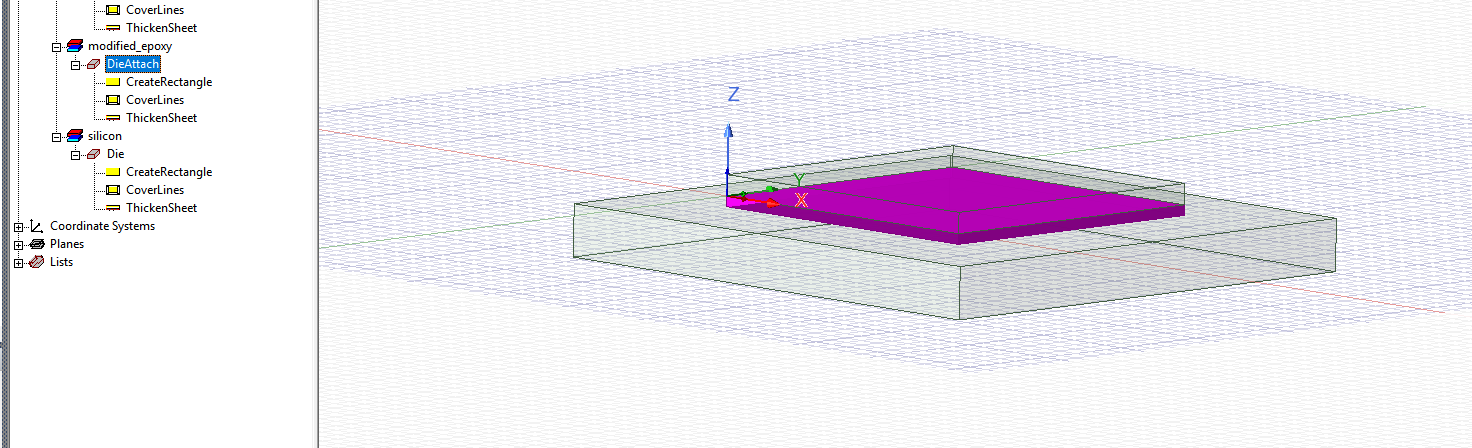 CoverLines
ThickenSheet
modified_epoxy
DieAttach
CreateRectangle
CoverLines
ThickenSheet
silicon
Die
CreateRectangle
CoverLines
ThickenSheet
Coordinate Systems
Planes
Lists
Z
Y
X